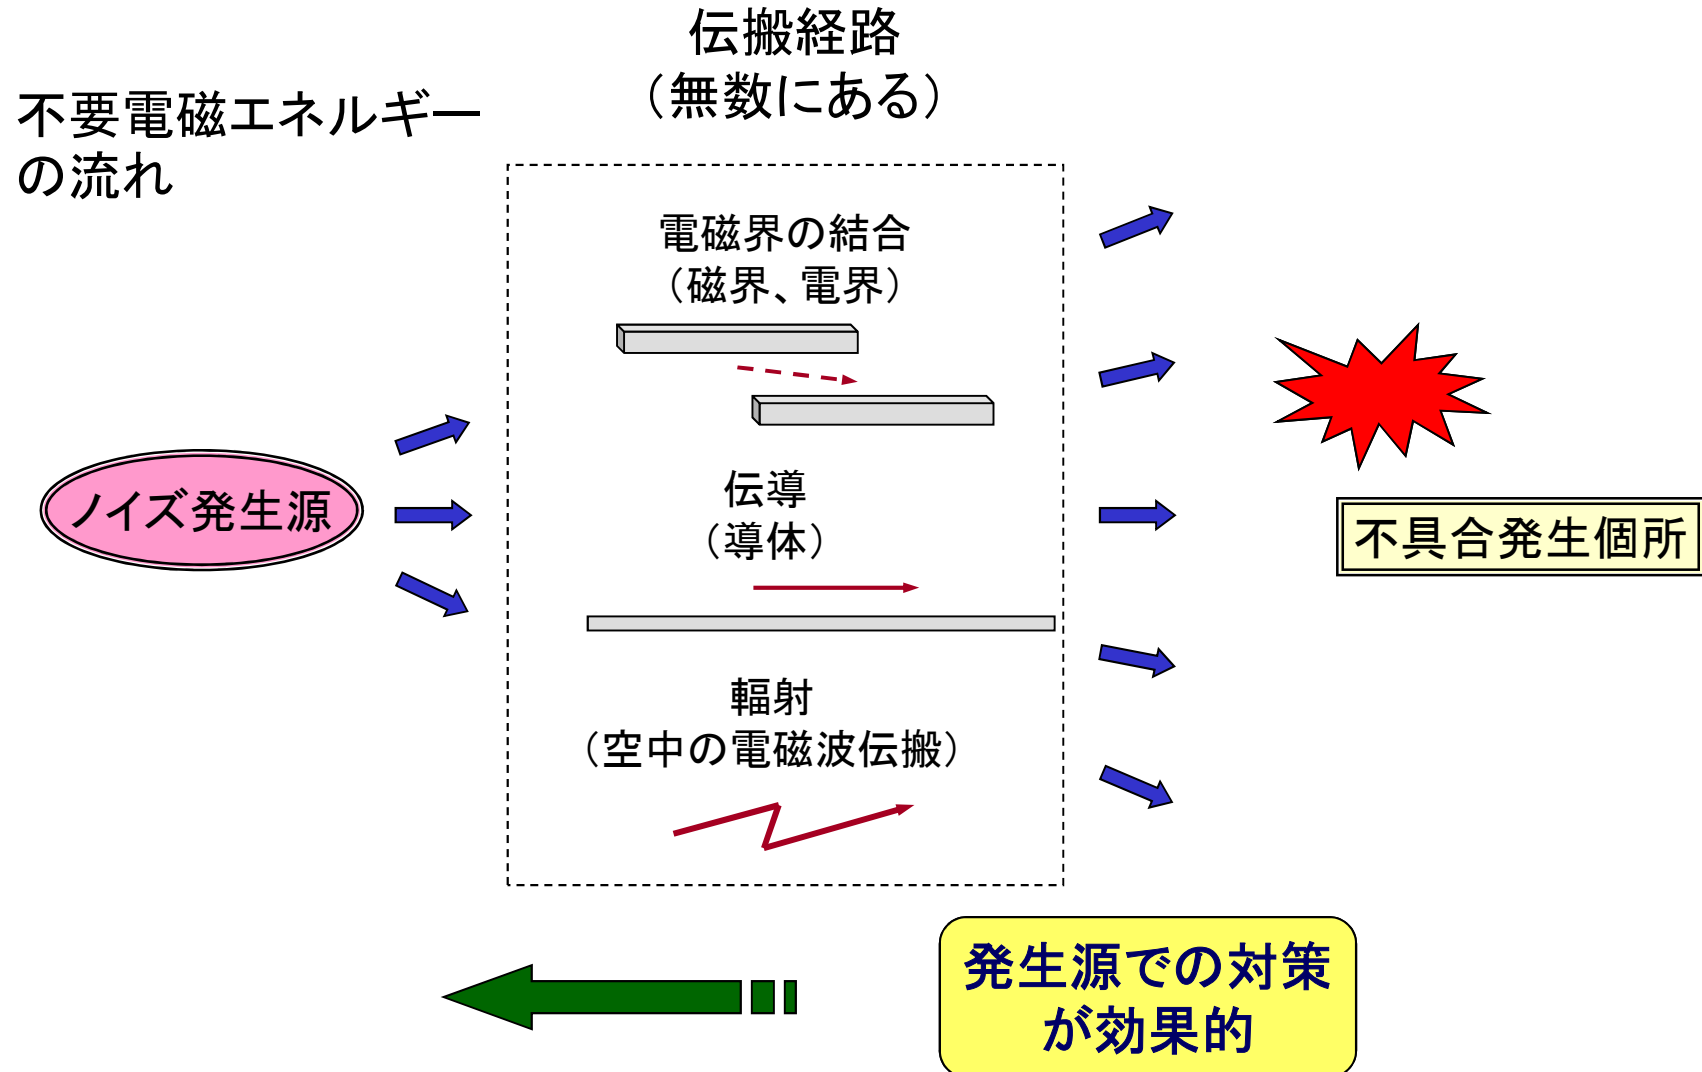 伝搬経路
（無数にある）
不要電磁エネルギー
の流れ
電磁界の結合
（磁界、電界）
ノイズ発生源
伝導
（導体）
不具合発生個所
輻射
（空中の電磁波伝搬）
発生源での対策
が効果的